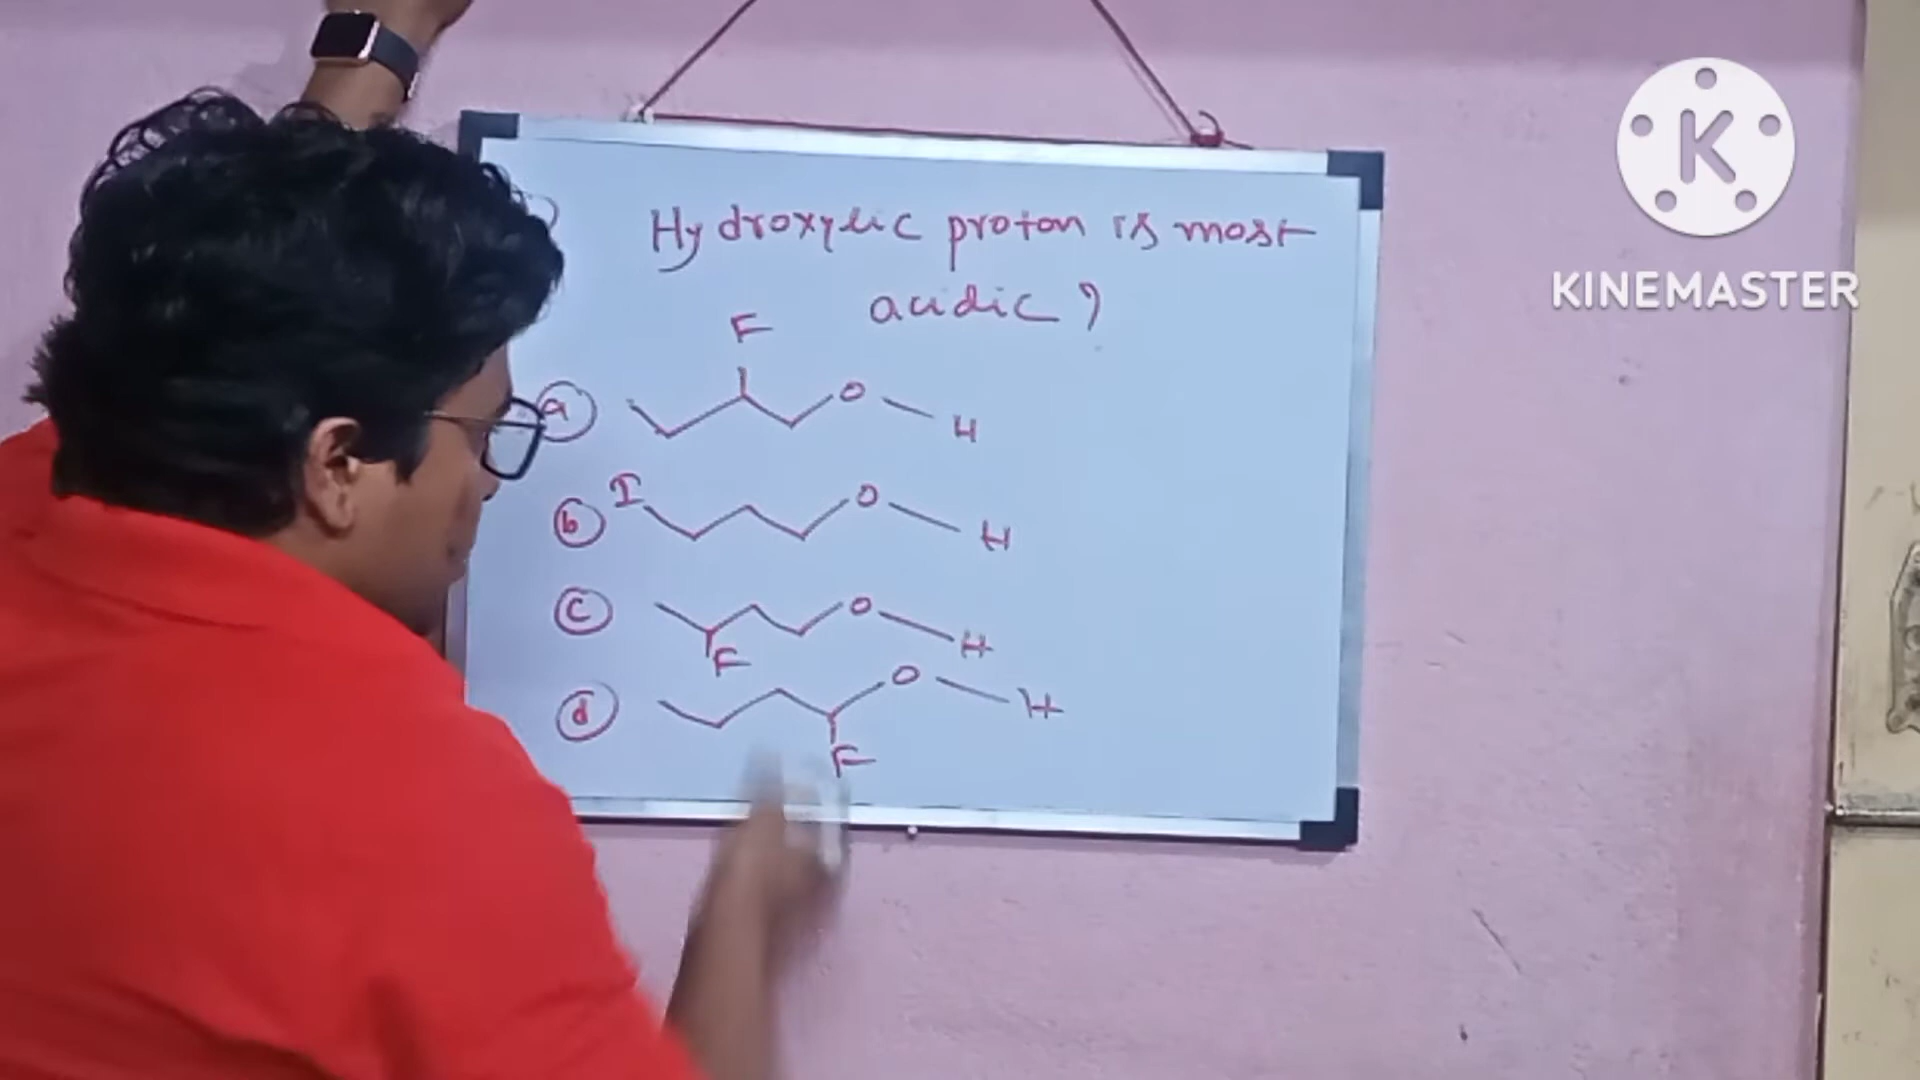 Hydroxylic proton is most
acidic ?
F
a O H
I
b O H
c O H
F
d O H
F
K
KINEMASTER